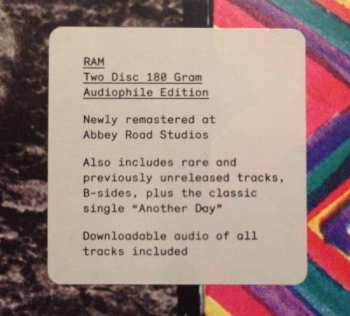 RAM
Two Disc 180 Gram
Audiophile Edition
Newly remastered at
Abbey Road Studios
Also includes rare and
previously unreleased tracks,
B-sides, plus the classic
single “Another Day”
Downloadable audio of all
tracks included